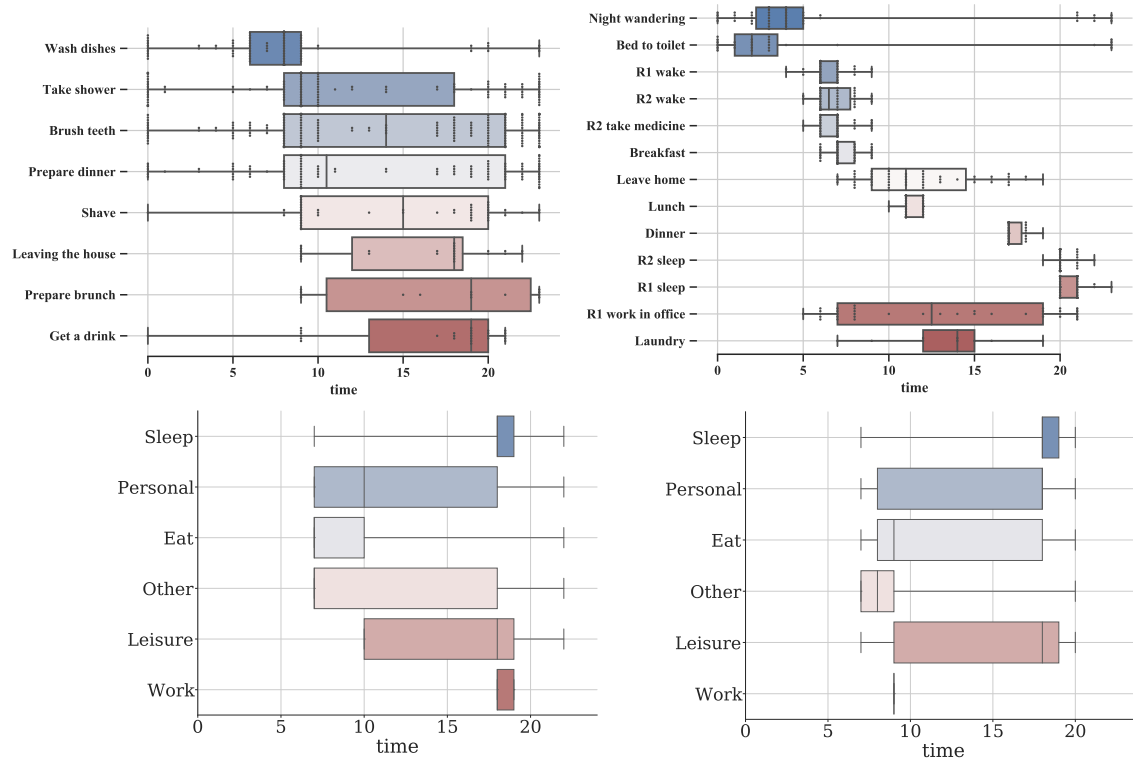 Wash dishes
Take shower
Brush teeth
Prepare dinner
Shave
Leaving the house
Prepare brunch
Get a drink
0 5 10 15 20
time
Night wandering
Bed to toilet
R1 wake
R2 wake
R2 take medicine
Breakfast
Leave home
Lunch
Dinner
R2 sleep
R1 sleep
R1 work in office
Laundry
0 5 10 15 20
time
Sleep
Personal
Eat
Other
Leisure
Work
0 5 10 15 20
time
Sleep
Personal
Eat
Other
Leisure
Work
0 5 10 15 20
time